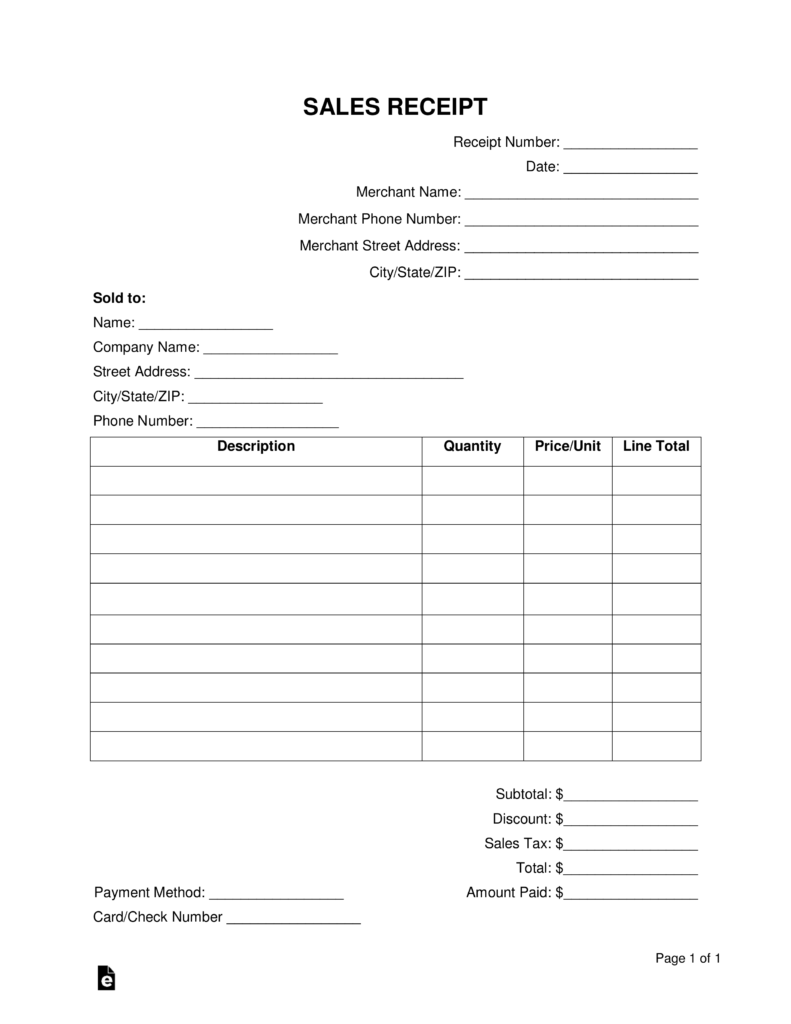 SALES RECEIPT
Receipt Number: _________________
Date: _________________
Merchant Name: ______________________________
Merchant Phone Number: ______________________________
Merchant Street Address: ______________________________
City/State/ZIP: ______________________________
Sold to:
Name: _________________
Company Name: _________________
Street Address: __________________________________
City/State/ZIP: _________________
Phone Number: __________________
Description Quantity Price/Unit Line Total
Subtotal: $_________________
Discount: $_________________
Sales Tax: $_________________
Total: $_________________
Payment Method: _________________ Amount Paid: $_________________
Card/Check Number _________________
Page 1 of 1
e